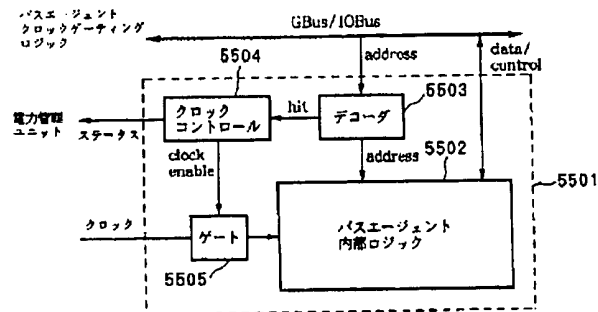 バスエージェント
クロックゲーティング
ロジック
GBus/IOBus
5504
address
data/
control
クロック
コントロール
hit
デコーダ
5503
電力管理
ユニット
ステータス
clock
enable
address
5502
5501
クロック
ゲート
バスエージェント
内部ロジック
5505